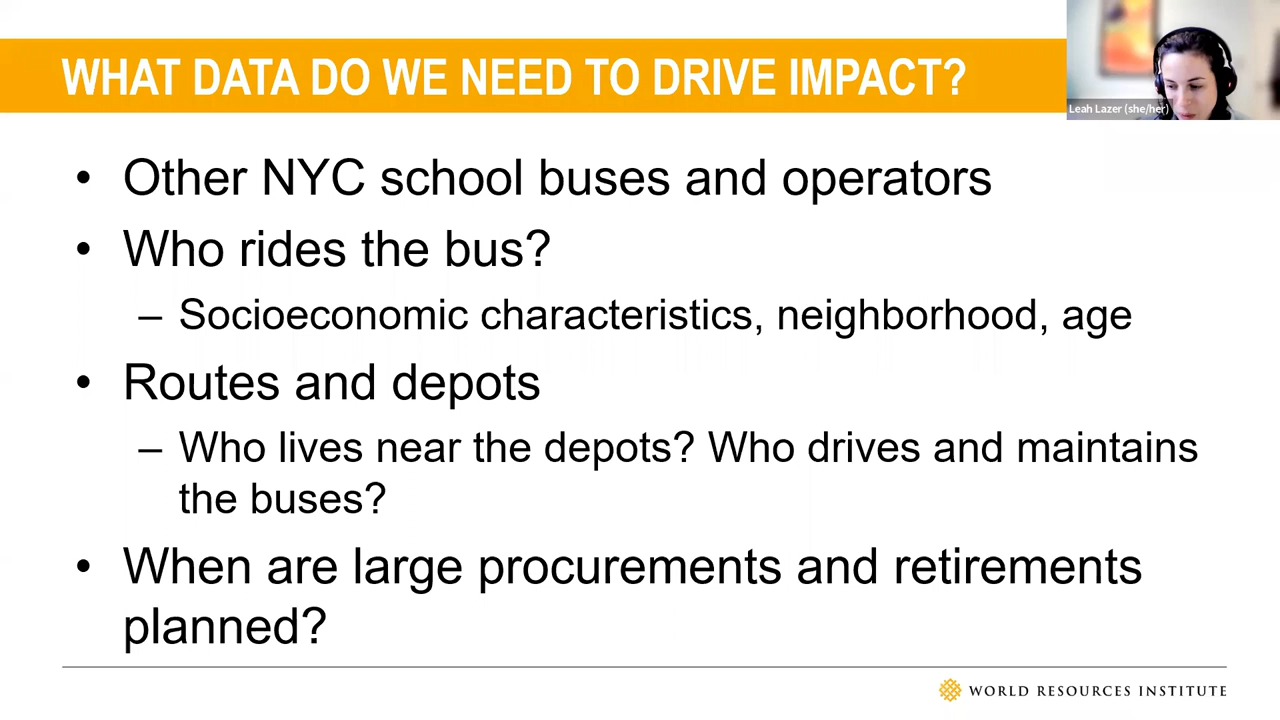 WHAT DATA DO WE NEED TO DRIVE IMPACT?
Leah Lazer (she/her)
• Other NYC school buses and operators
• Who rides the bus?
– Socioeconomic characteristics, neighborhood, age
• Routes and depots
– Who lives near the depots? Who drives and maintains
the buses?
• When are large procurements and retirements
planned?
WORLD RESOURCES INSTITUTE